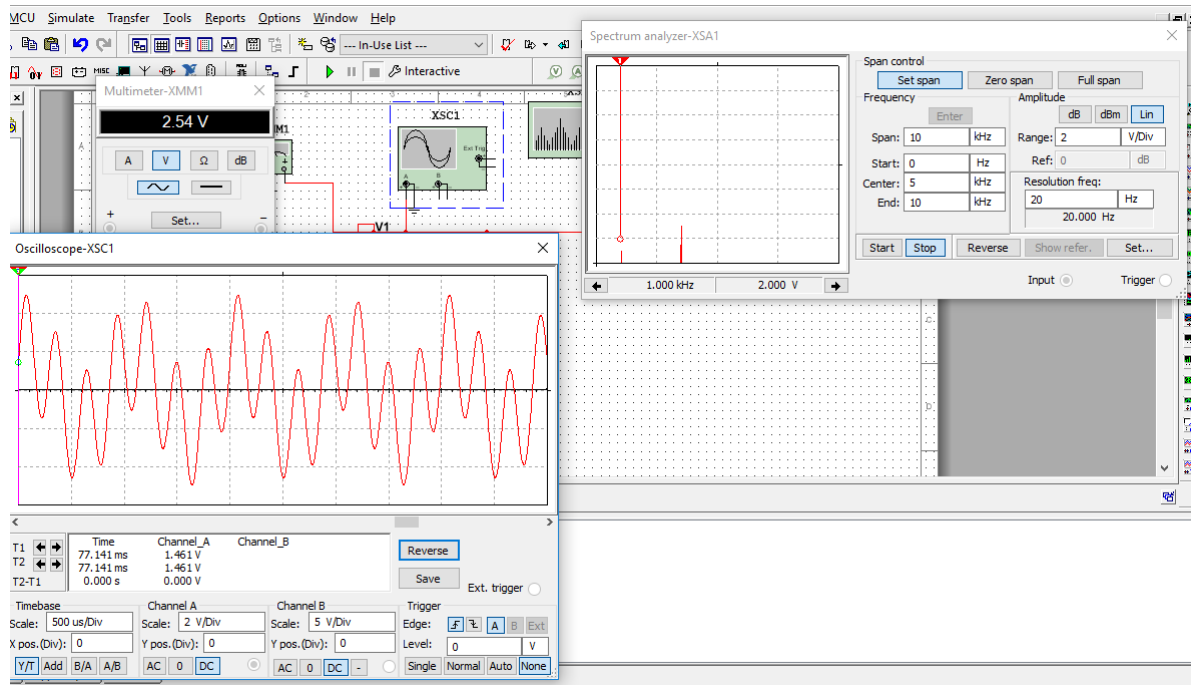 MCU Simulate Transfer Tools Reports Options Window Help
--- In-Use List ---
Interactive
MISC
Multimeter-XMM1
2.54 V
A V Ω dB
Set...
+ −
XSC1
Ext Trig
A B
V1
A
C
D
Spectrum analyzer-XSA1
Span control
Set span Zero span Full span
Frequency
Enter
Span: 10 kHz
Start: 0 Hz
Center: 5 kHz
End: 10 kHz
Amplitude
dB dBm Lin
Range: 2 V/Div
Ref: 0 dB
Resolution freq:
20 Hz
20.000 Hz
Start Stop Reverse Show refer. Set...
1.000 kHz 2.000 V
Input Trigger
Oscilloscope-XSC1
Time Channel_A Channel_B
T1 77.141 ms 1.461 V
T2 77.141 ms 1.461 V
T2-T1 0.000 s 0.000 V
Reverse
Save
Ext. trigger
Timebase
Scale: 500 us/Div
X pos.(Div): 0
Y/T Add B/A A/B
Channel A
Scale: 2 V/Div
Y pos.(Div): 0
AC 0 DC
Channel B
Scale: 5 V/Div
Y pos.(Div): 0
AC 0 DC -
Trigger
Edge: A B Ext
Level: 0 V
Single Normal Auto None